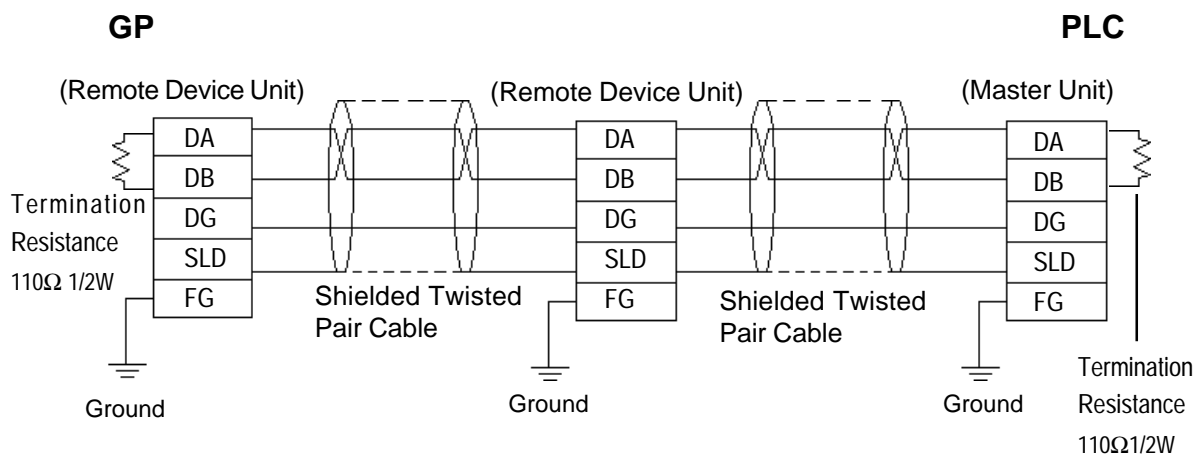 GP
PLC
(Remote Device Unit)
(Remote Device Unit)
(Master Unit)
DA
DB
DG
SLD
FG
DA
DB
DG
SLD
FG
DA
DB
DG
SLD
FG
Termination
Resistance
110Ω 1/2W
Shielded Twisted
Pair Cable
Shielded Twisted
Pair Cable
Ground
Ground
Ground
Termination
Resistance
110Ω1/2W